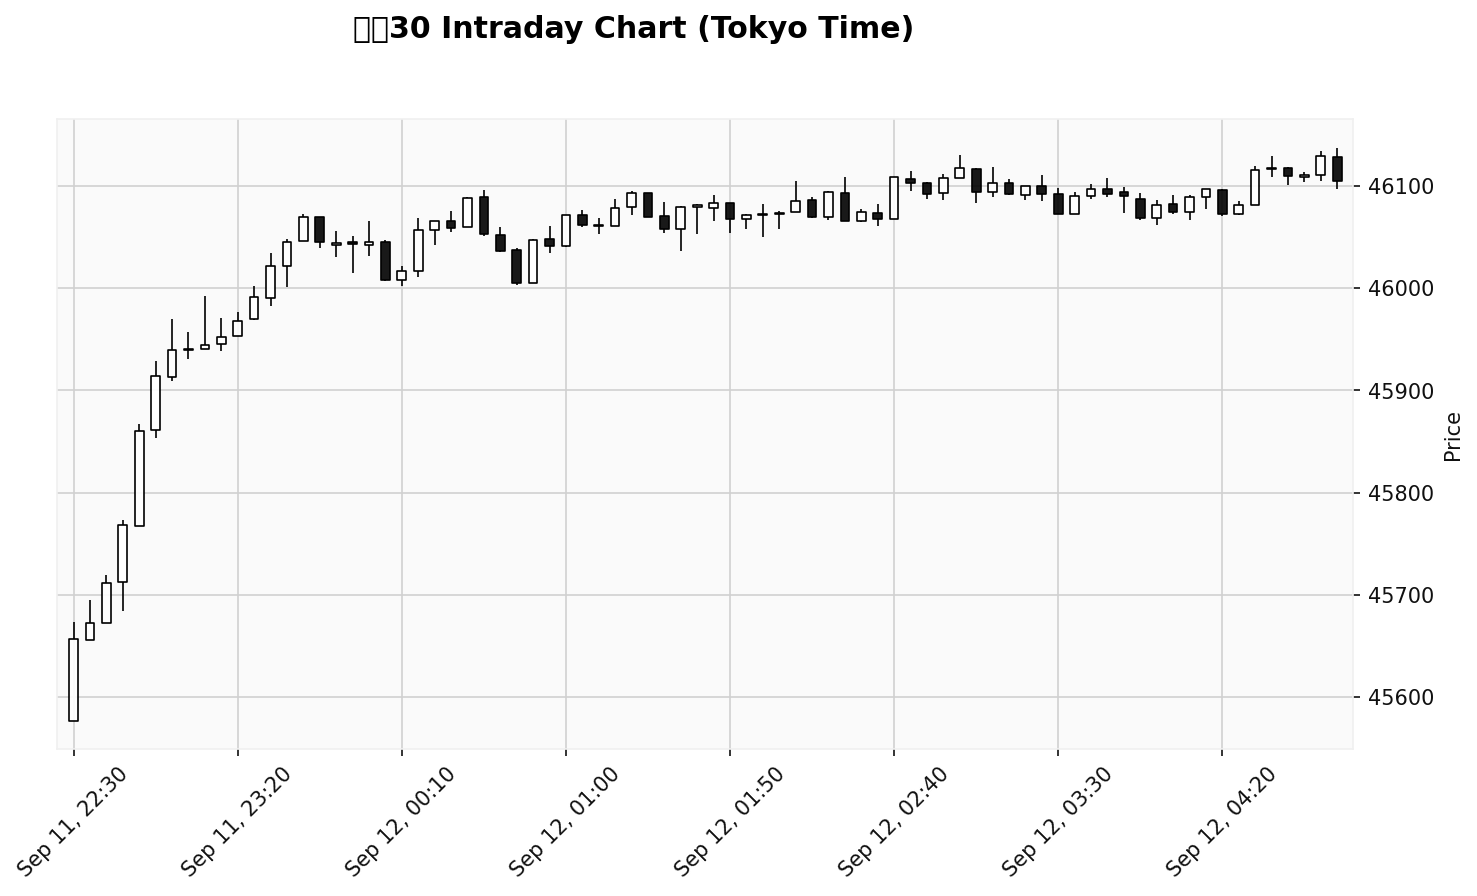 30 Intraday Chart (Tokyo Time)
46100
46000
45900
45800
45700
45600
Price
Sep 11, 22:30
Sep 11, 23:20
Sep 12, 00:10
Sep 12, 01:00
Sep 12, 01:50
Sep 12, 02:40
Sep 12, 03:30
Sep 12, 04:20